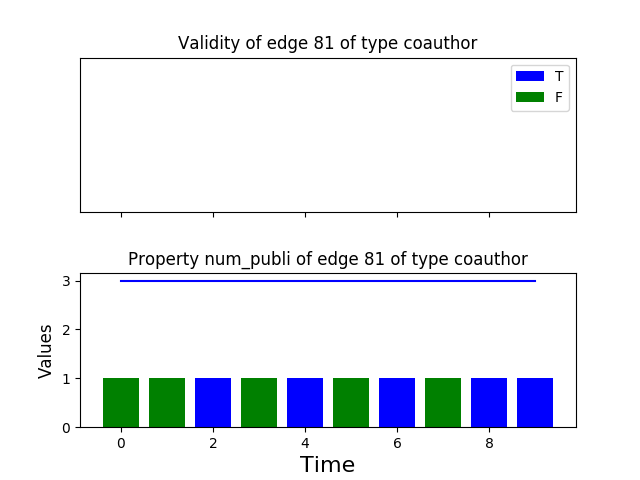 Validity of edge 81 of type coauthor
T
F
Property num_publi of edge 81 of type coauthor
3
2
1
0
Values
0 2 4 6 8
Time